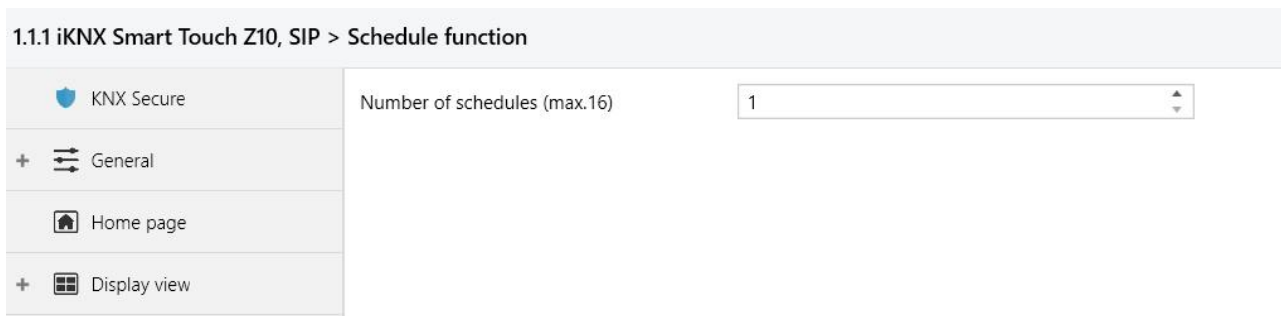 1.1.1 iKNX Smart Touch Z10, SIP > Schedule function
KNX Secure
Number of schedules (max.16) 1
+ General
Home page
+ Display view